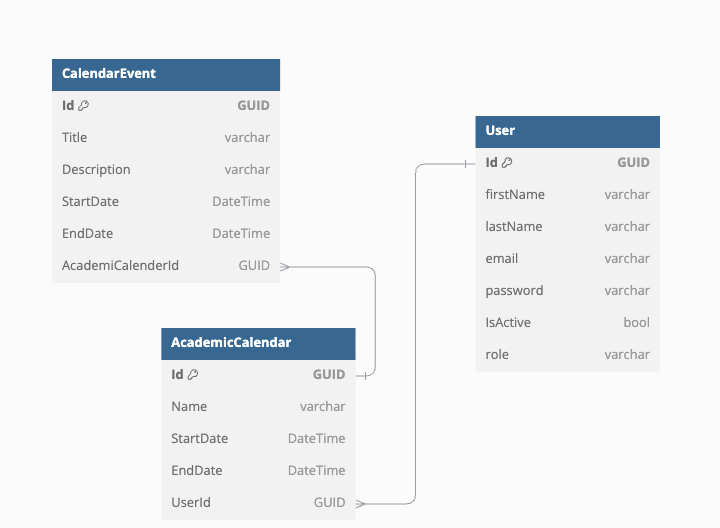 CalendarEvent
Id GUID
Title varchar
Description varchar
StartDate DateTime
EndDate DateTime
AcademiCalenderId GUID
User
Id GUID
firstName varchar
lastName varchar
email varchar
password varchar
IsActive bool
role varchar
AcademicCalendar
Id GUID
Name varchar
StartDate DateTime
EndDate DateTime
UserId GUID